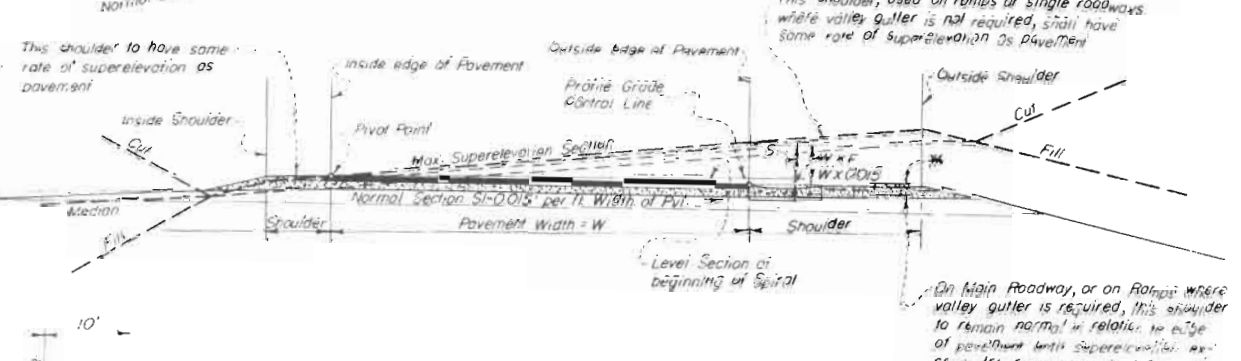 Normal
This shoulder, used on ramps or single roadways
where valley gutter is not required, shall have
same rate of superelevation as pavement
This shoulder to have same
rate of superelevation as
pavement
Outside edge of Pavement
Inside edge of Pavement
Outside Shoulder
Profile Grade
Control Line
Inside Shoulder
Pivot Point
Cut
Cut
Fill
Max. Superelevation Section
S
W x F
W x 0.015
Normal Section Sl-0.015' per ft. Width of Pvt.
Median
Fill
Shoulder
Pavement Width = W
Shoulder
Level Section at
beginning of Spiral
On Main Roadway, or on Ramps where
valley gutter is required, this shoulder
to remain normal in relation to edge
of pavement until superelevation ex-
10'